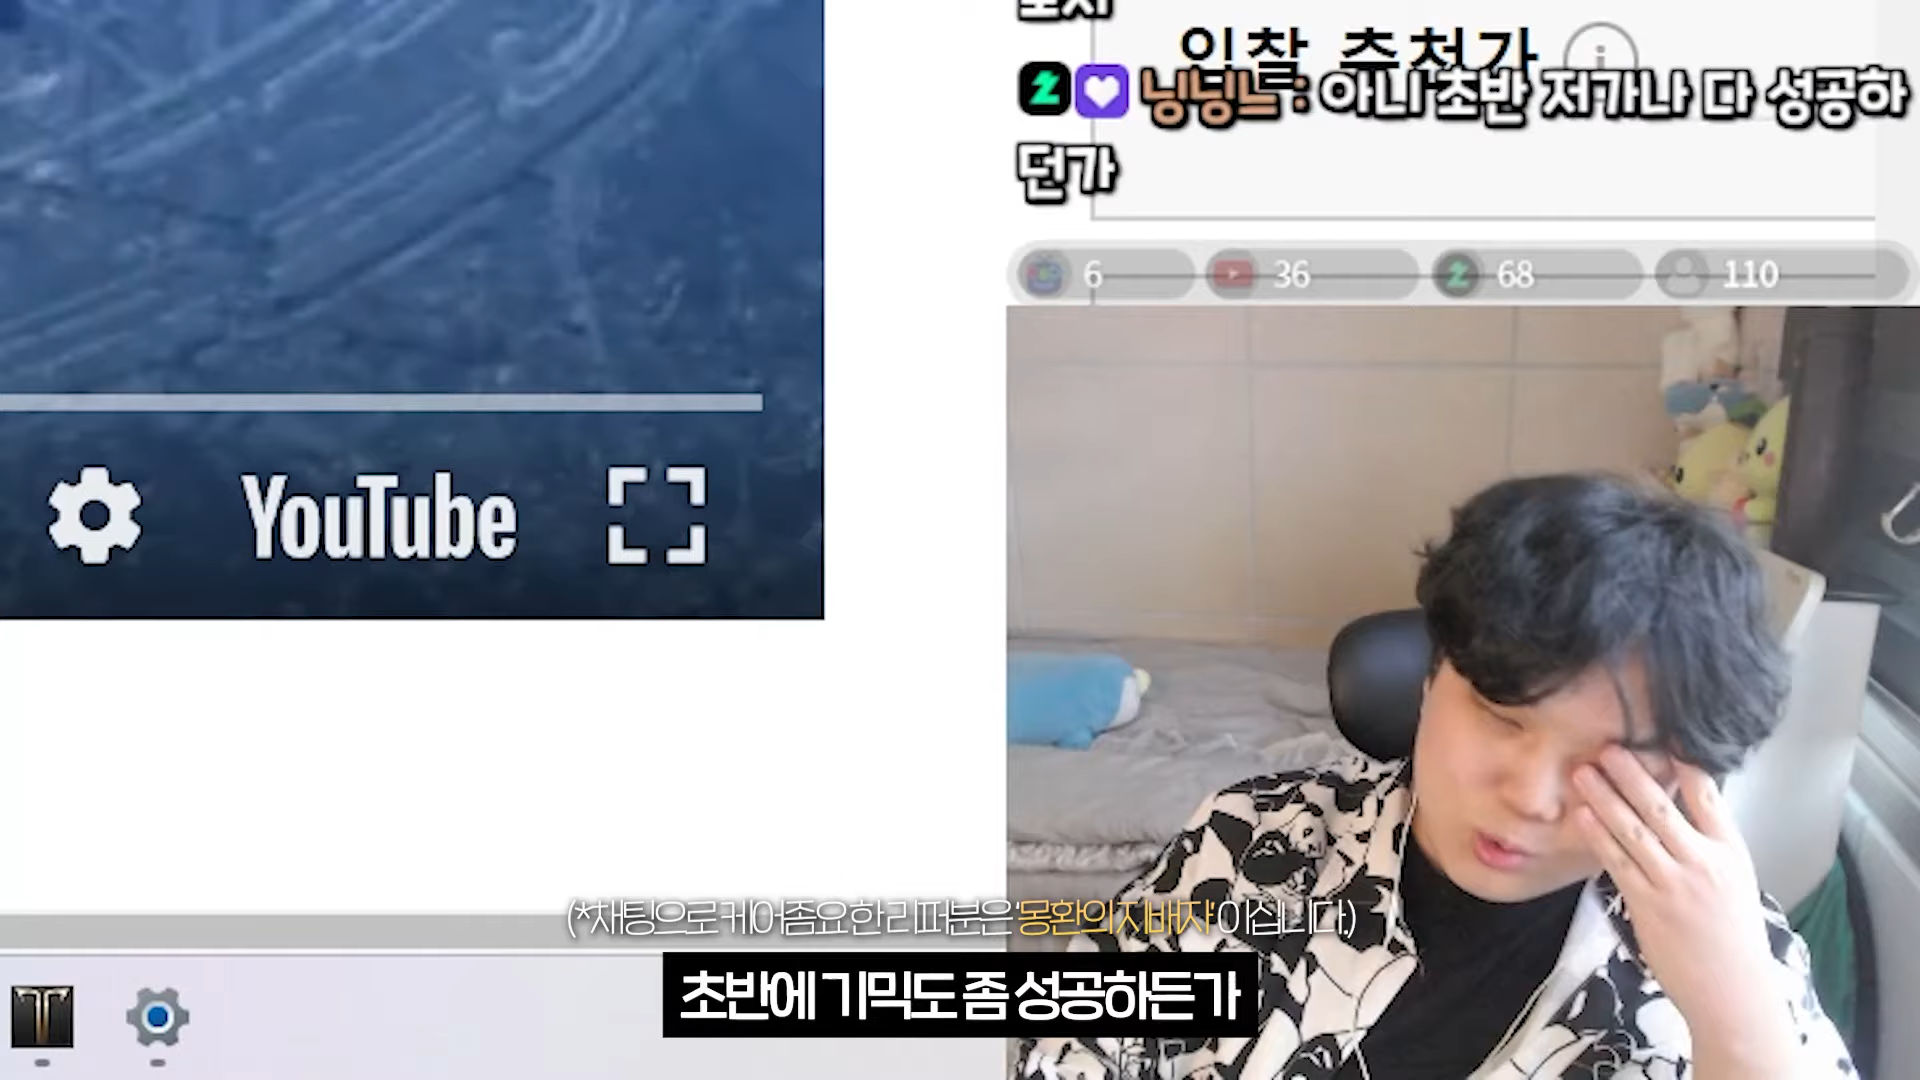 입찰 추천가
닝닝느: 아니 초반 저가나 다 성공하
던가
6 36 68 110
YouTube
(*채팅으로 케어좀요 한 리퍼분은 '몽환의 지배자' 이십니다.)
초반에 기믹도 좀 성공하든가